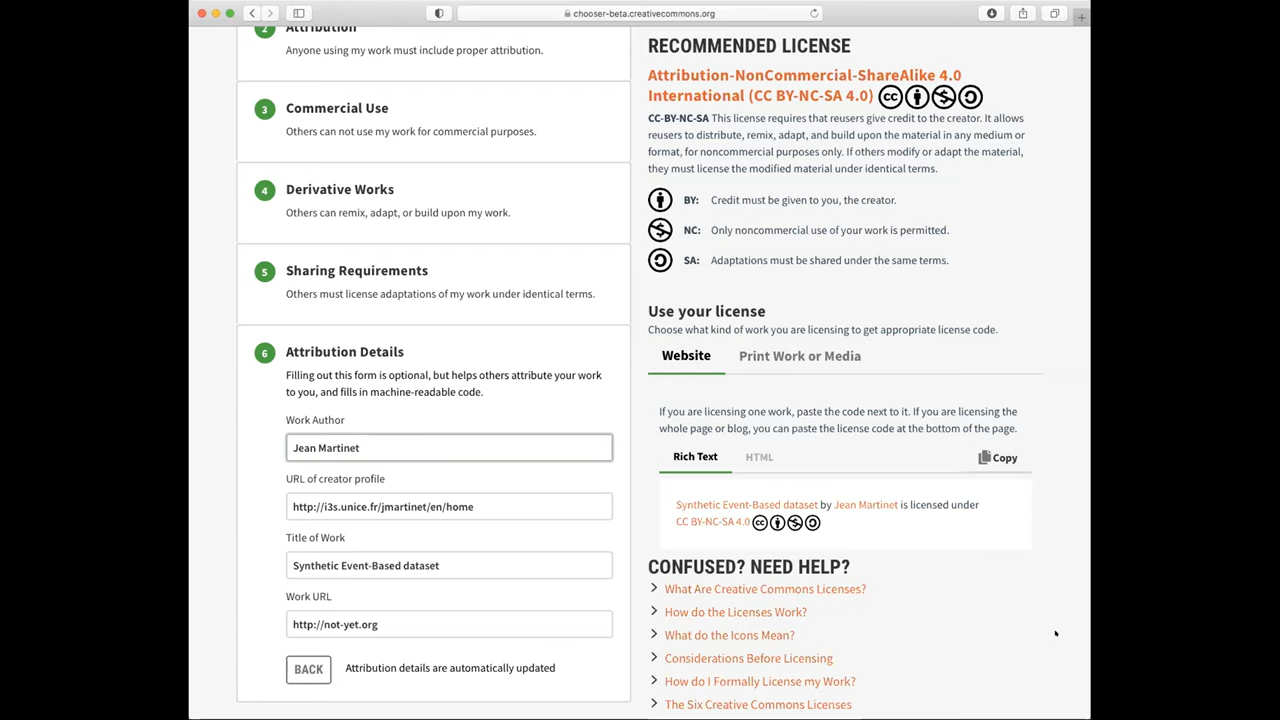 chooser-beta.creativecommons.org
2 Attribution
Anyone using my work must include proper attribution.
3 Commercial Use
Others can not use my work for commercial purposes.
4 Derivative Works
Others can remix, adapt, or build upon my work.
5 Sharing Requirements
Others must license adaptations of my work under identical terms.
6 Attribution Details
Filling out this form is optional, but helps others attribute your work
to you, and fills in machine-readable code.
Work Author
Jean Martinet
URL of creator profile
http://i3s.unice.fr/jmartinet/en/home
Title of Work
Synthetic Event-Based dataset
Work URL
http://not-yet.org
BACK Attribution details are automatically updated
RECOMMENDED LICENSE
Attribution-NonCommercial-ShareAlike 4.0
International (CC BY-NC-SA 4.0) cc
CC-BY-NC-SA This license requires that reusers give credit to the creator. It allows
reusers to distribute, remix, adapt, and build upon the material in any medium or
format, for noncommercial purposes only. If others modify or adapt the material,
they must license the modified material under identical terms.
BY: Credit must be given to you, the creator.
NC: Only noncommercial use of your work is permitted.
SA: Adaptations must be shared under the same terms.
Use your license
Choose what kind of work you are licensing to get appropriate license code.
Website Print Work or Media
If you are licensing one work, paste the code next to it. If you are licensing the
whole page or blog, you can paste the license code at the bottom of the page.
Rich Text HTML Copy
Synthetic Event-Based dataset by Jean Martinet is licensed under
CC BY-NC-SA 4.0 cc
CONFUSED? NEED HELP?
What Are Creative Commons Licenses?
How do the Licenses Work?
What do the Icons Mean?
Considerations Before Licensing
How do I Formally License my Work?
The Six Creative Commons Licenses